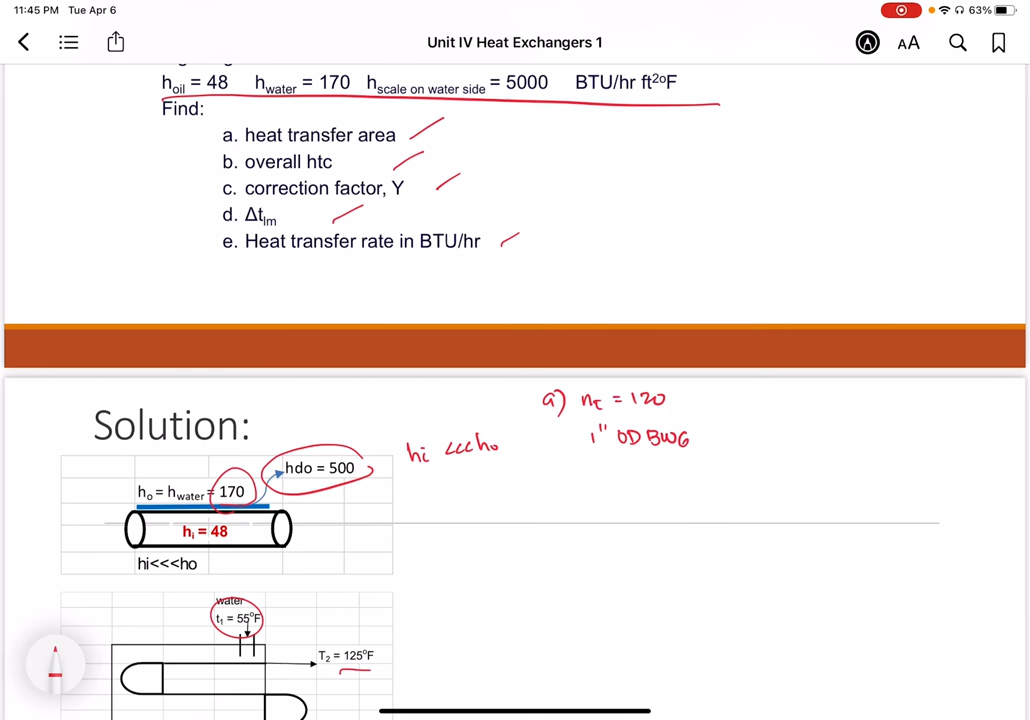 11:45 PM Tue Apr 6 63%
Unit IV Heat Exchangers 1
AA
hoil = 48 hwater = 170 hscale on water side = 5000 BTU/hr ft²ºF
Find:
a. heat transfer area
b. overall htc
c. correction factor, Y
d. Δtlm
e. Heat transfer rate in BTU/hr
a) nt = 120
1" OD BWG
Solution:
hi <<< ho
hdo = 500
ho = hwater = 170
hi = 48
hi<<<ho
water
t1 = 55ºF
T2 = 125ºF